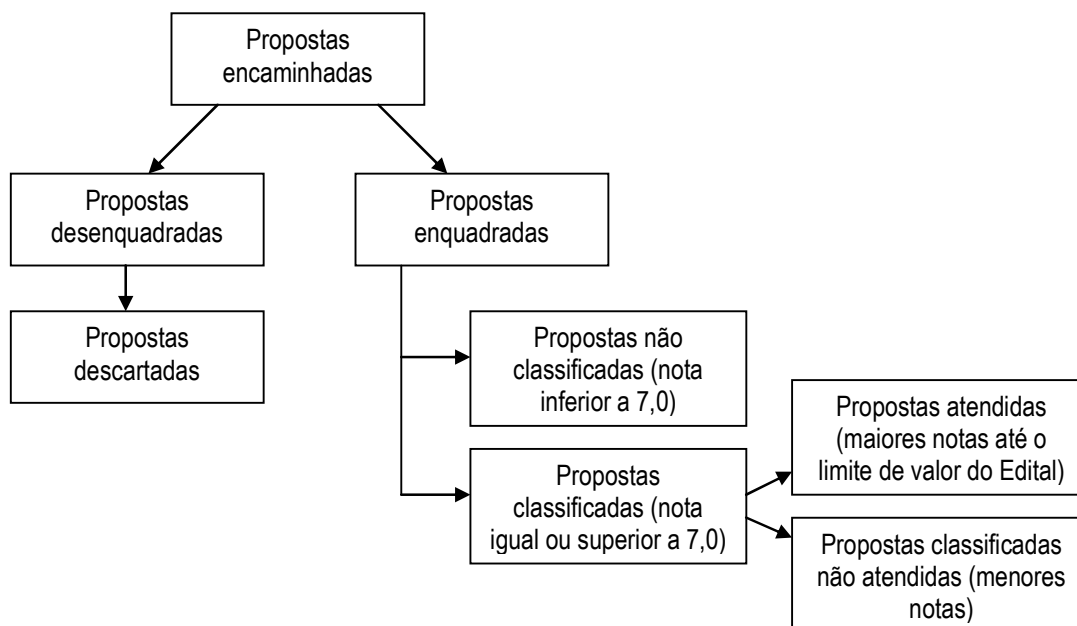 Propostas
encaminhadas
Propostas
desenquadradas
Propostas
enquadradas
Propostas
descartadas
Propostas não
classificadas (nota
inferior a 7,0)
Propostas
classificadas (nota
igual ou superior a 7,0)
Propostas atendidas
(maiores notas até o
limite de valor do Edital)
Propostas classificadas
não atendidas (menores
notas)